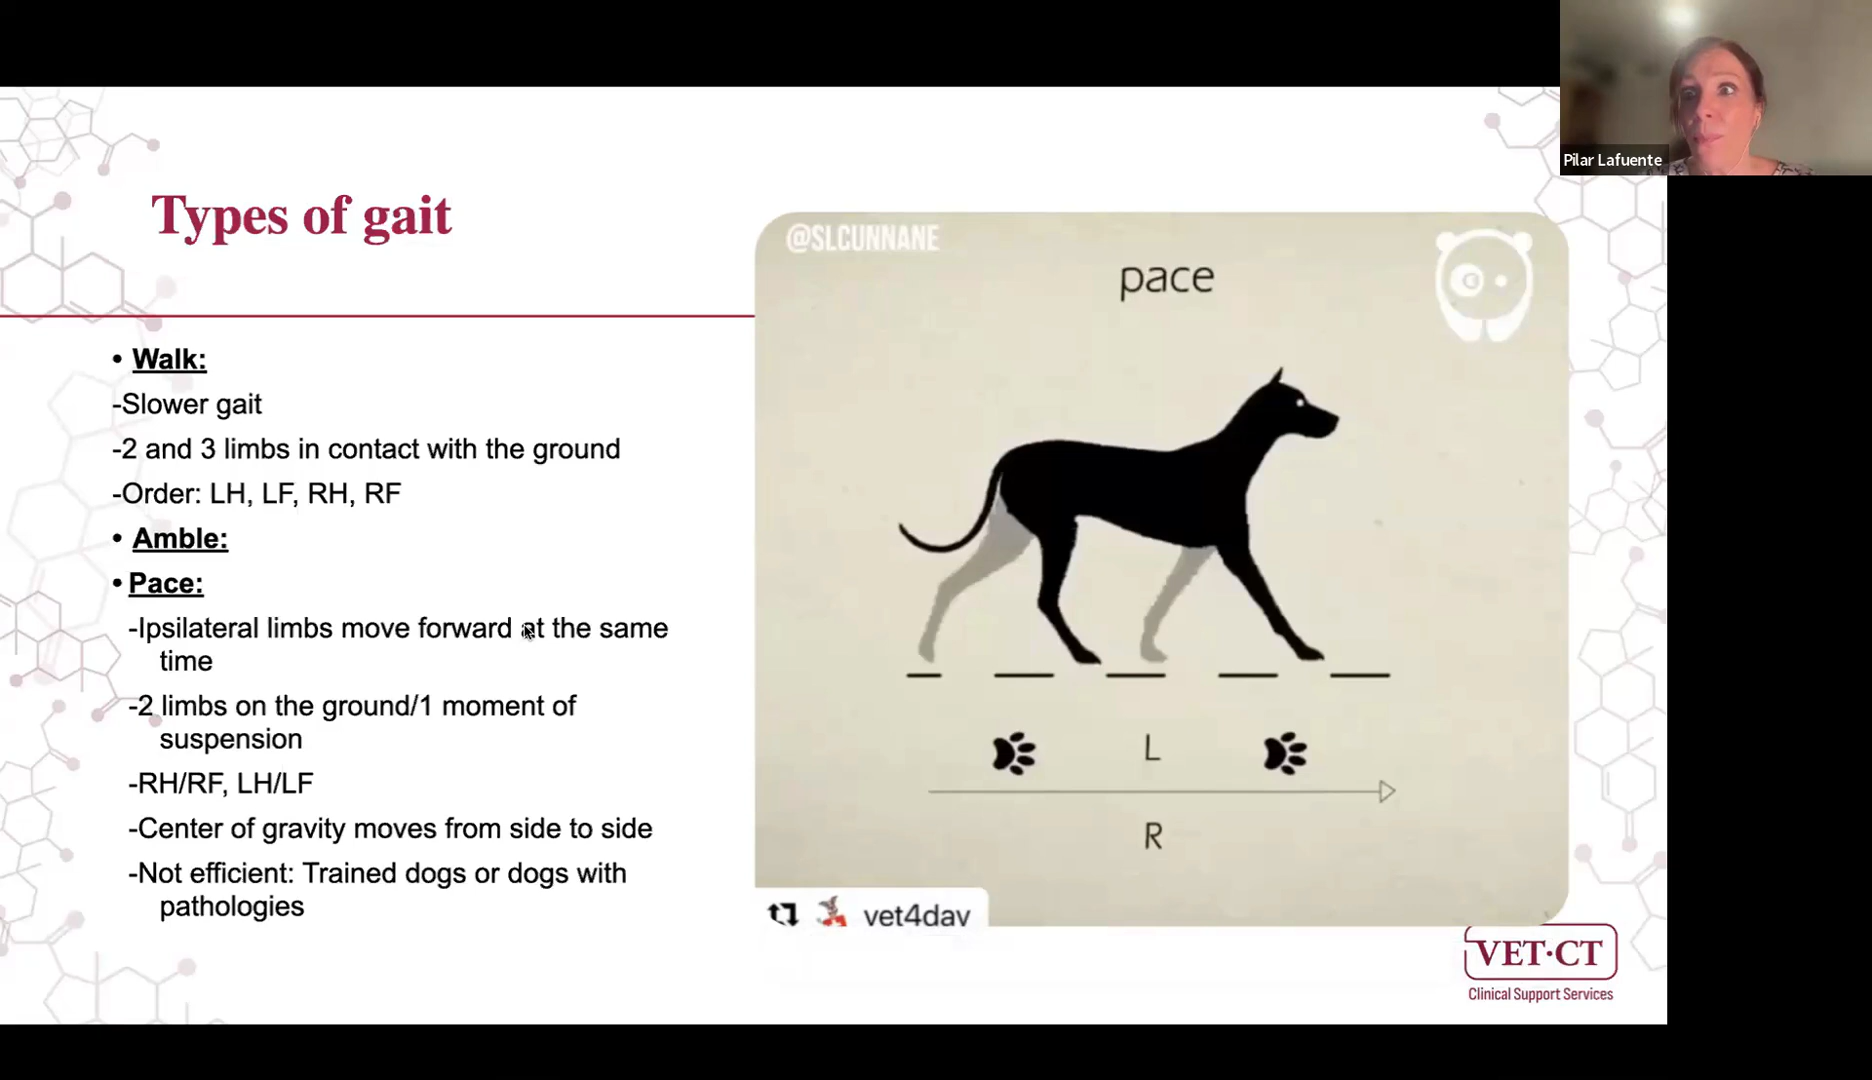 Pilar Lafuente
Types of gait
• Walk:
-Slower gait
-2 and 3 limbs in contact with the ground
-Order: LH, LF, RH, RF
• Amble:
• Pace:
-Ipsilateral limbs move forward at the same
time
-2 limbs on the ground/1 moment of
suspension
-RH/RF, LH/LF
-Center of gravity moves from side to side
-Not efficient: Trained dogs or dogs with
pathologies
@SLCUNNANE
pace
L
R
vet4dav
VET·CT
Clinical Support Services